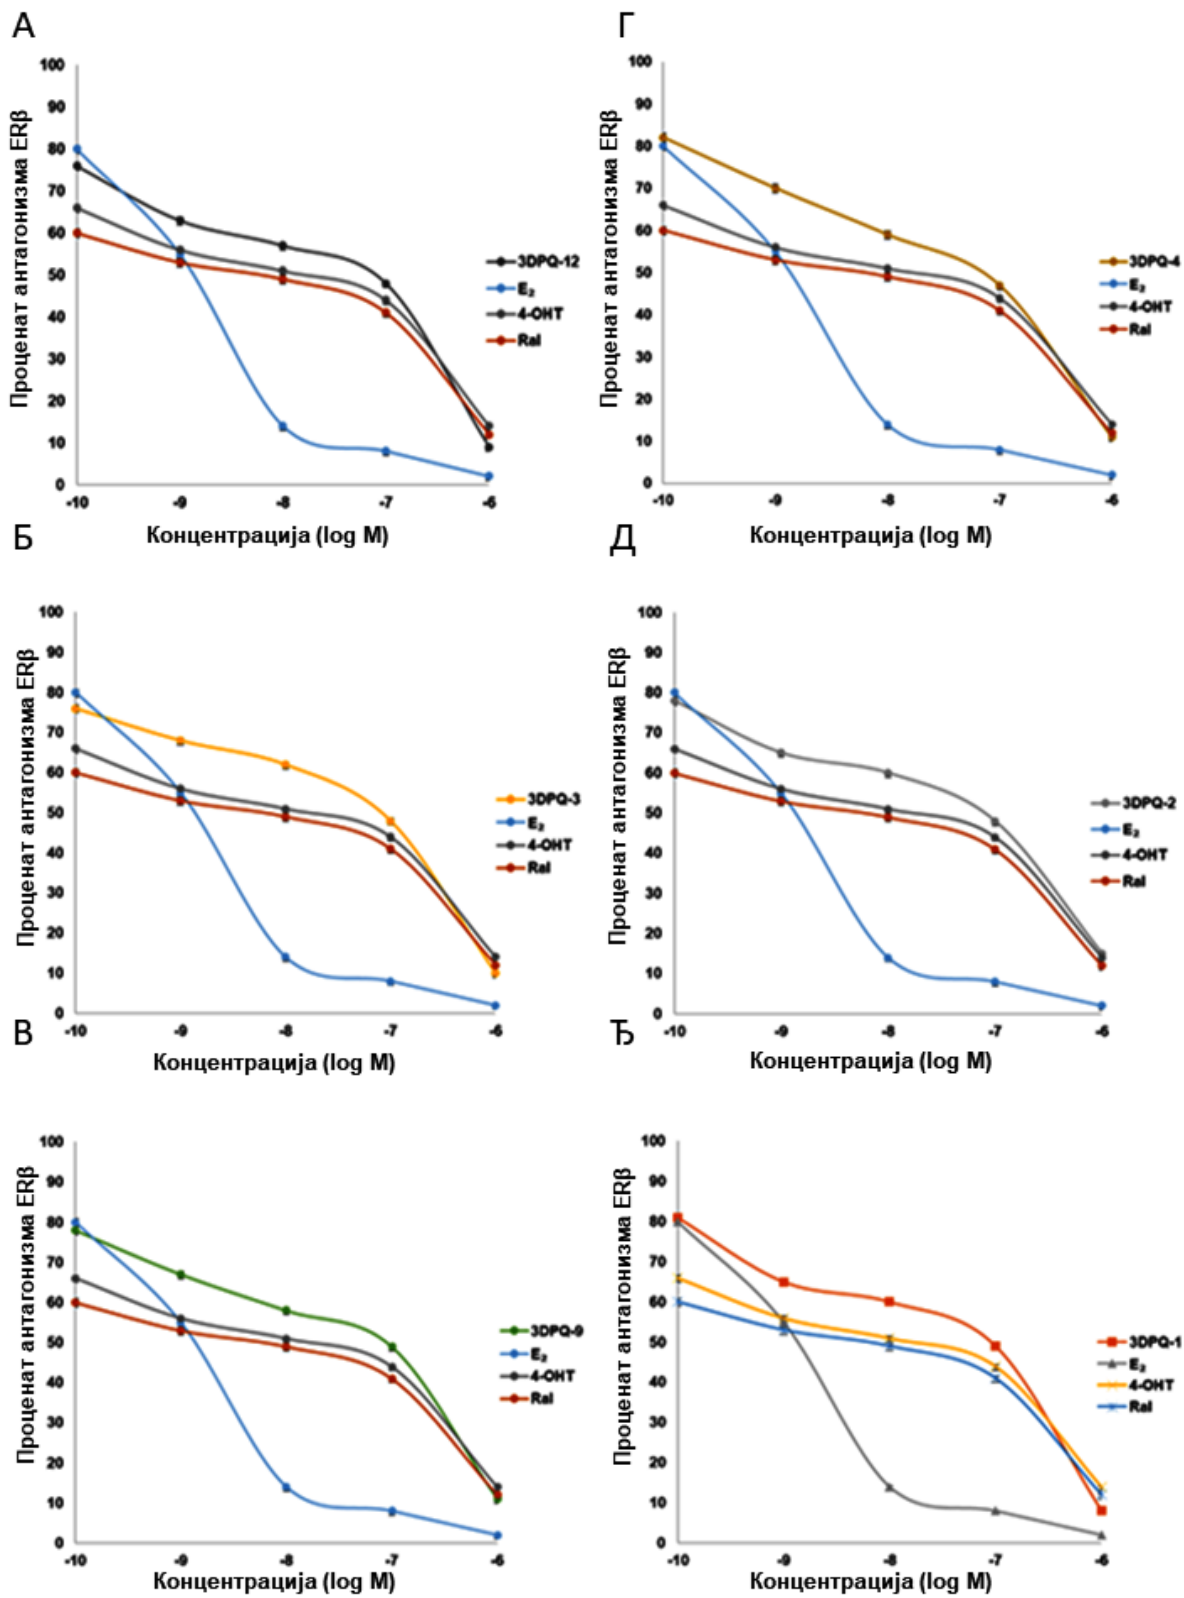 А
Проценат антагонизма ERβ
100
90
80
70
60
50
40
30
20
10
0
-10 -9 -8 -7 -6
Концентрација (log M)
3DPQ-12
E₂
4-OHT
Ral
Г
Проценат антагонизма ERβ
100
90
80
70
60
50
40
30
20
10
0
-10 -9 -8 -7 -6
Концентрација (log M)
3DPQ-4
E₂
4-OHT
Ral
Б
Проценат антагонизма ERβ
100
90
80
70
60
50
40
30
20
10
0
-10 -9 -8 -7 -6
Концентрација (log M)
3DPQ-3
E₂
4-OHT
Ral
Д
Проценат антагонизма ERβ
100
90
80
70
60
50
40
30
20
10
0
-10 -9 -8 -7 -6
Концентрација (log M)
3DPQ-2
E₂
4-OHT
Ral
В
Проценат антагонизма ERβ
100
90
80
70
60
50
40
30
20
10
0
-10 -9 -8 -7 -6
Концентрација (log M)
3DPQ-9
E₂
4-OHT
Ral
Ђ
Проценат антагонизма ERβ
100
90
80
70
60
50
40
30
20
10
0
-10 -9 -8 -7 -6
Концентрација (log M)
3DPQ-1
E₂
4-OHT
Ral